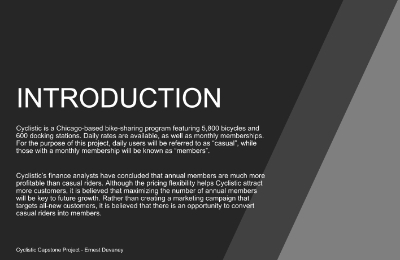 INTRODUCTION
Cyclistic is a Chicago-based bike-sharing program featuring 5,800 bicycles and
600 docking stations. Daily rates are available, as well as monthly memberships.
For the purpose of this project, daily users will be referred to as “casual”, while
those with a monthly membership will be known as “members”.
Cyclistic’s finance analysts have concluded that annual members are much more
profitable than casual riders. Although the pricing flexibility helps Cyclistic attract
more customers, it is believed that maximizing the number of annual members
will be key to future growth. Rather than creating a marketing campaign that
targets all-new customers, it is believed that there is an opportunity to convert
casual riders into members.
Cyclistic Capstone Project - Ernest Devaney